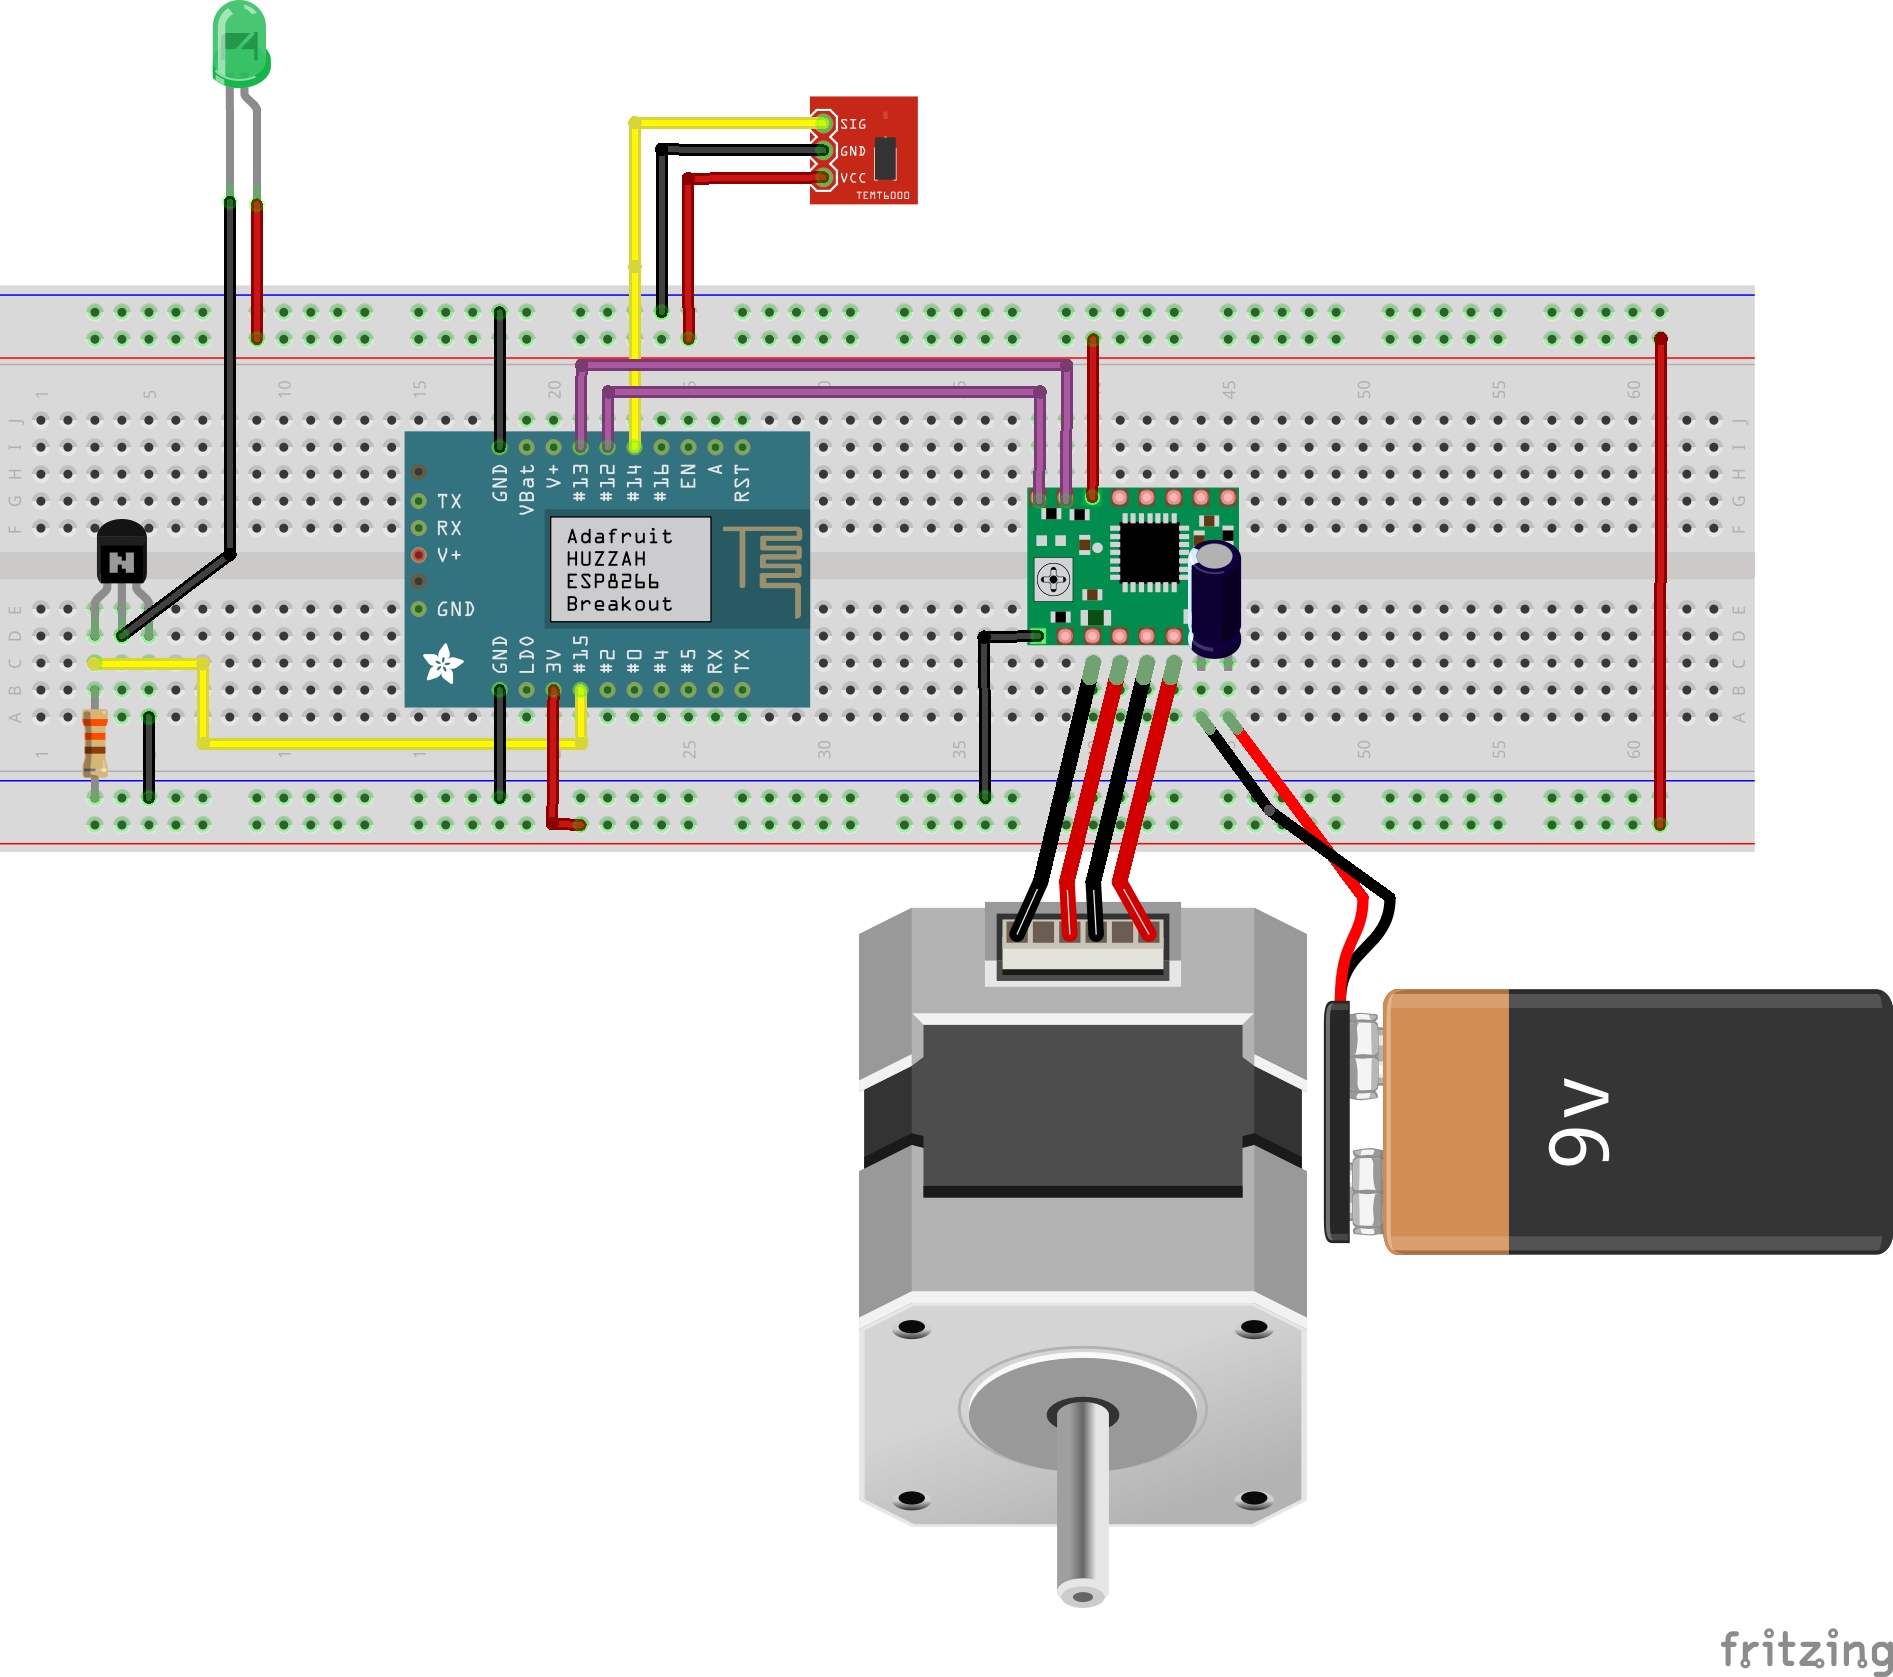 SIG
GND
VCC
TEMT6000
1
5
10
15
20
45
50
55
60
J
J
I
I
H
H
G
G
F
F
GND
VBat
V+
#13
#12
#14
#16
EN
A
RST
TX
RX
V+
GND
Adafruit
HUZZAH
ESP8266
Breakout
N
GND
LDO
3V
#15
#2
#0
#4
#5
RX
TX
E
E
D
D
C
C
B
B
A
A
1
25
30
35
50
55
60
9v
fritzing